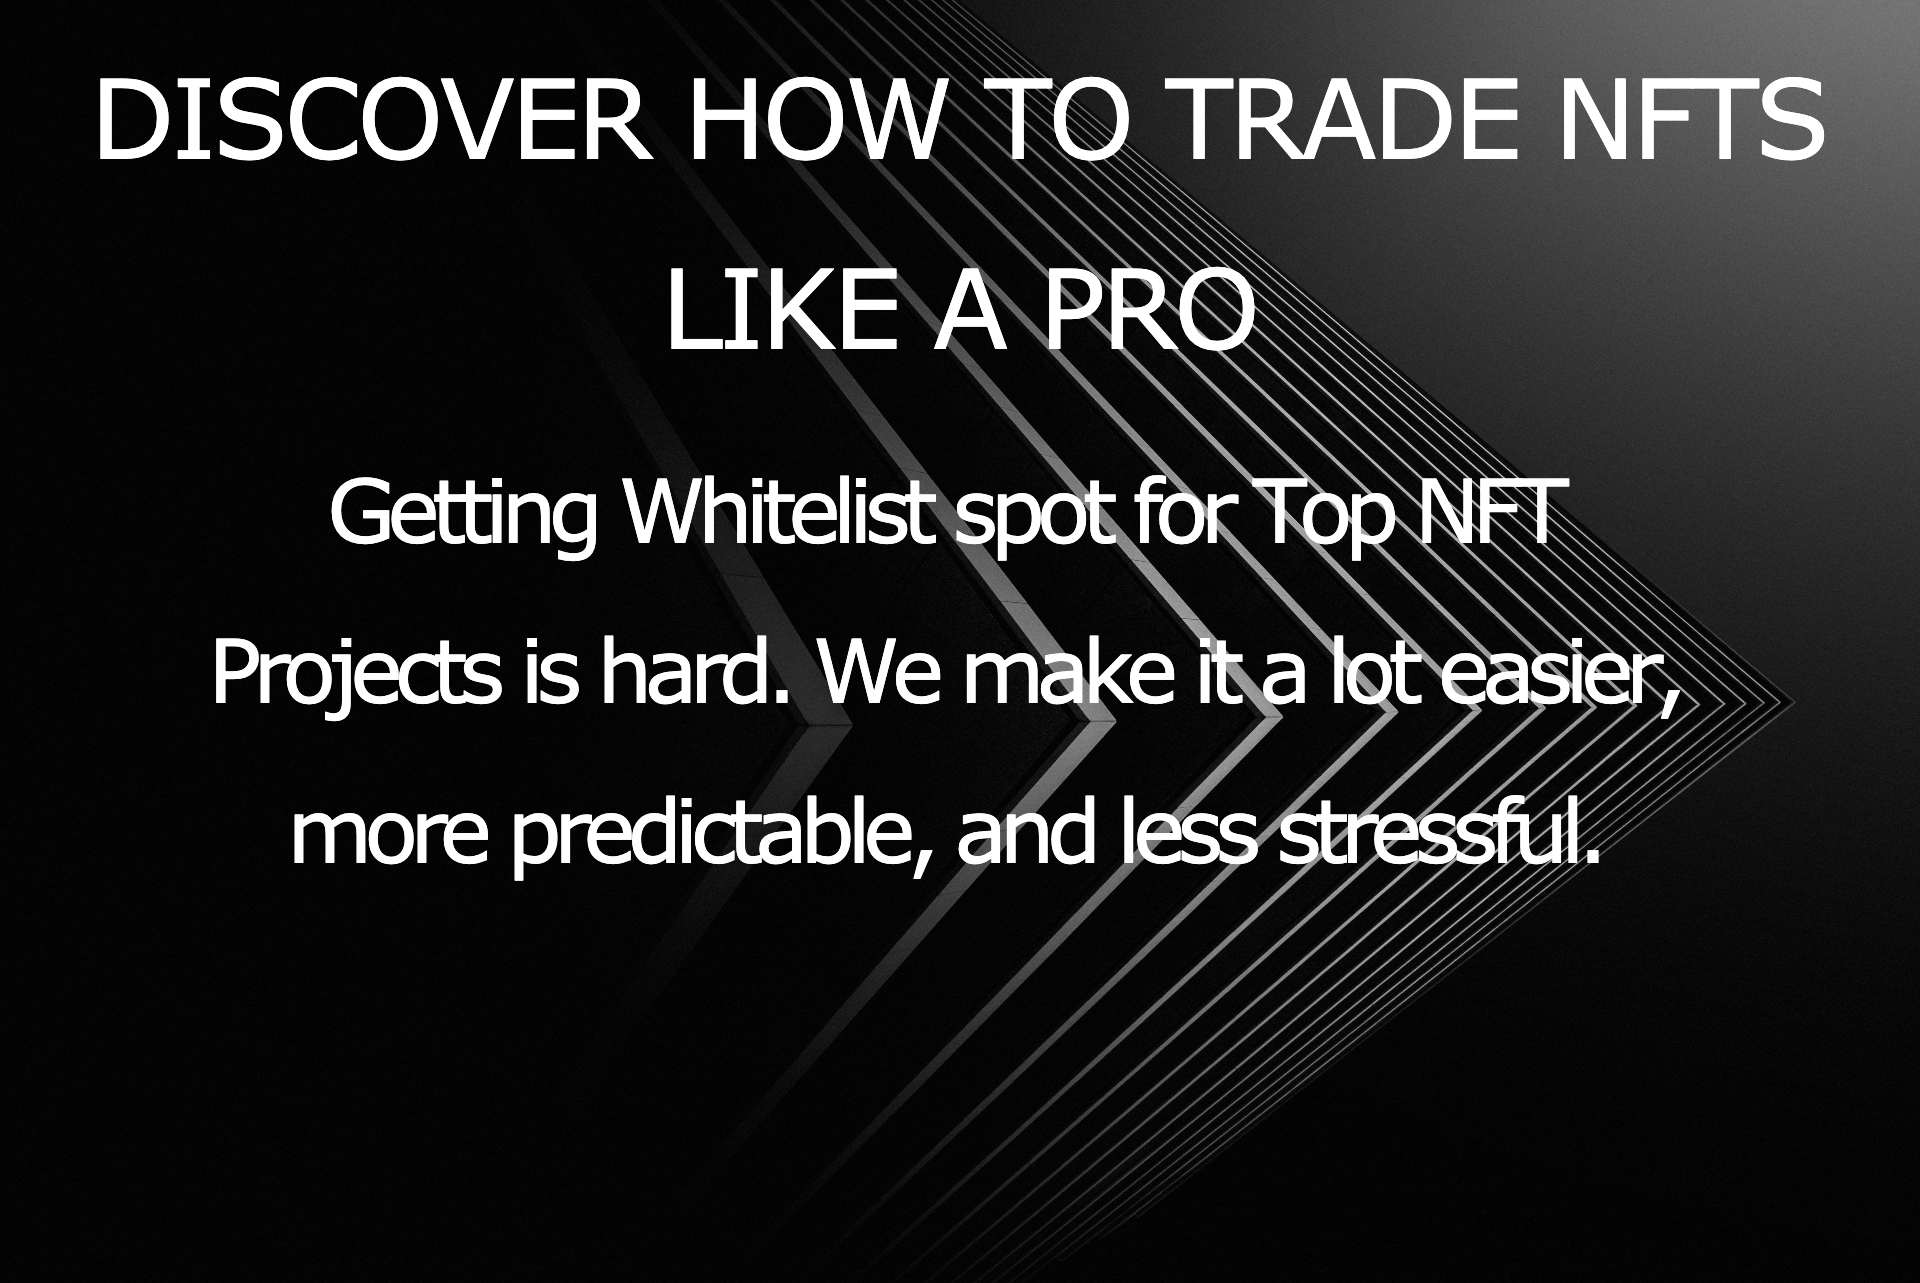 DISCOVER HOW TO TRADE NFTS
LIKE A PRO
Getting Whitelist spot for Top NFT
Projects is hard. We make it a lot easier,
more predictable, and less stressful.